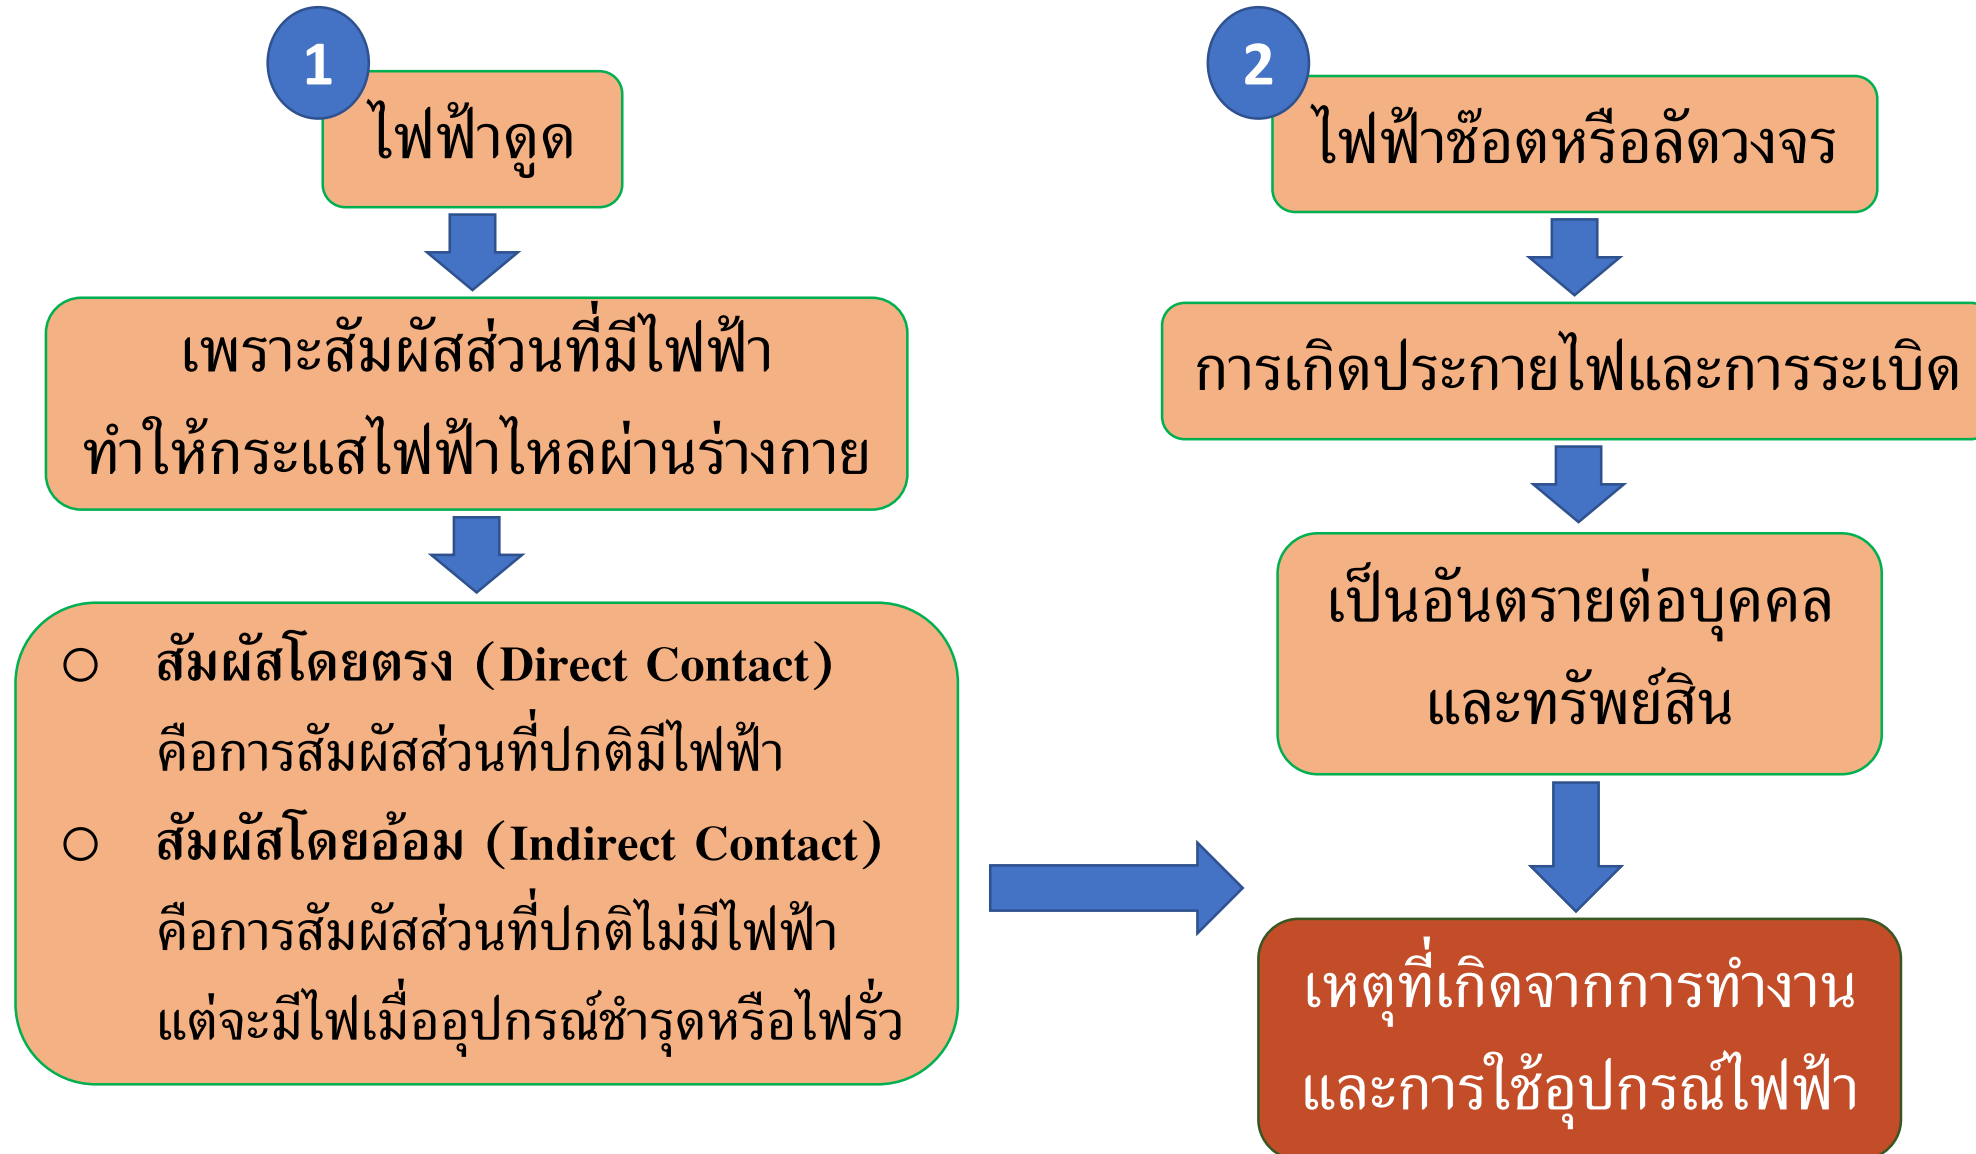 1
ไฟฟ้าดูด
เพราะสัมผัสส่วนที่มีไฟฟ้า
ทำให้กระแสไฟฟ้าไหลผ่านร่างกาย
สัมผัสโดยตรง (Direct Contact)
คือการสัมผัสส่วนที่ปกติมีไฟฟ้า
สัมผัสโดยอ้อม (Indirect Contact)
คือการสัมผัสส่วนที่ปกติไม่มีไฟฟ้า
แต่จะมีไฟเมื่ออุปกรณ์ชำรุดหรือไฟรั่ว
2
ไฟฟ้าช๊อตหรือลัดวงจร
การเกิดประกายไฟและการระเบิด
เป็นอันตรายต่อบุคคล
และทรัพย์สิน
เหตุที่เกิดจากการทำงาน
และการใช้อุปกรณ์ไฟฟ้า